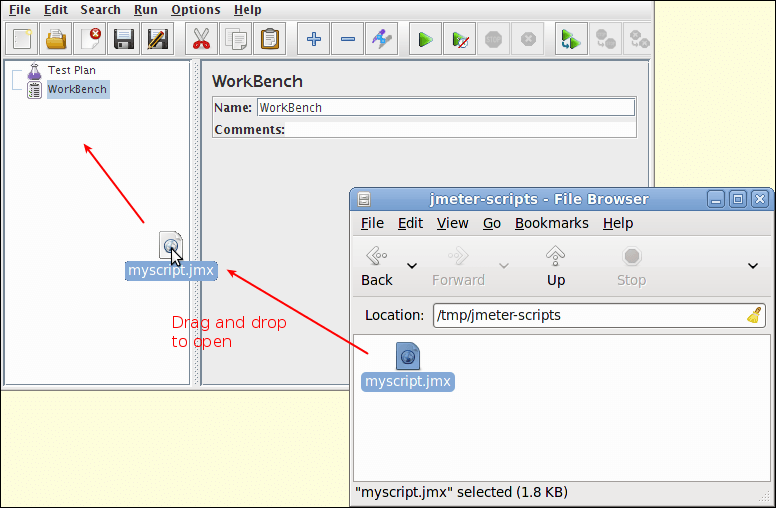 File Edit Search Run Options Help
Test Plan
WorkBench
WorkBench
Name: WorkBench
Comments:
myscript.jmx
Drag and drop
to open
jmeter-scripts - File Browser
File Edit View Go Bookmarks Help
Back Forward Up Stop
Location: /tmp/jmeter-scripts
myscript.jmx
"myscript.jmx" selected (1.8 KB)